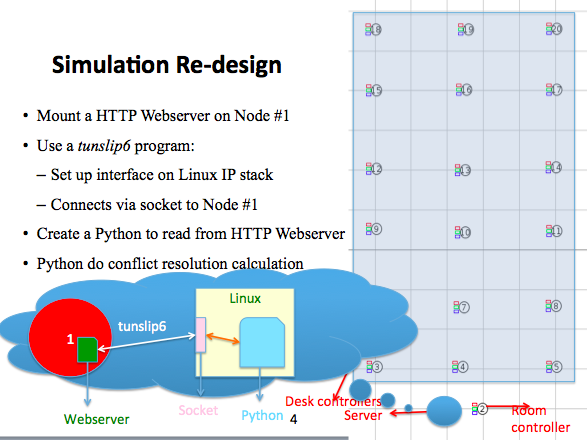 Simulation Re-design
• Mount a HTTP Webserver on Node #1
• Use a tunslip6 program:
– Set up interface on Linux IP stack
– Connects via socket to Node #1
• Create a Python to read from HTTP Webserver
• Python do conflict resolution calculation
18 19 20
15 16 17
12 13 14
9 10 11
7 8
3 4 5
2
Linux
1
tunslip6
Webserver
Socket
Python
4
Desk controllers
Server
Room
controller